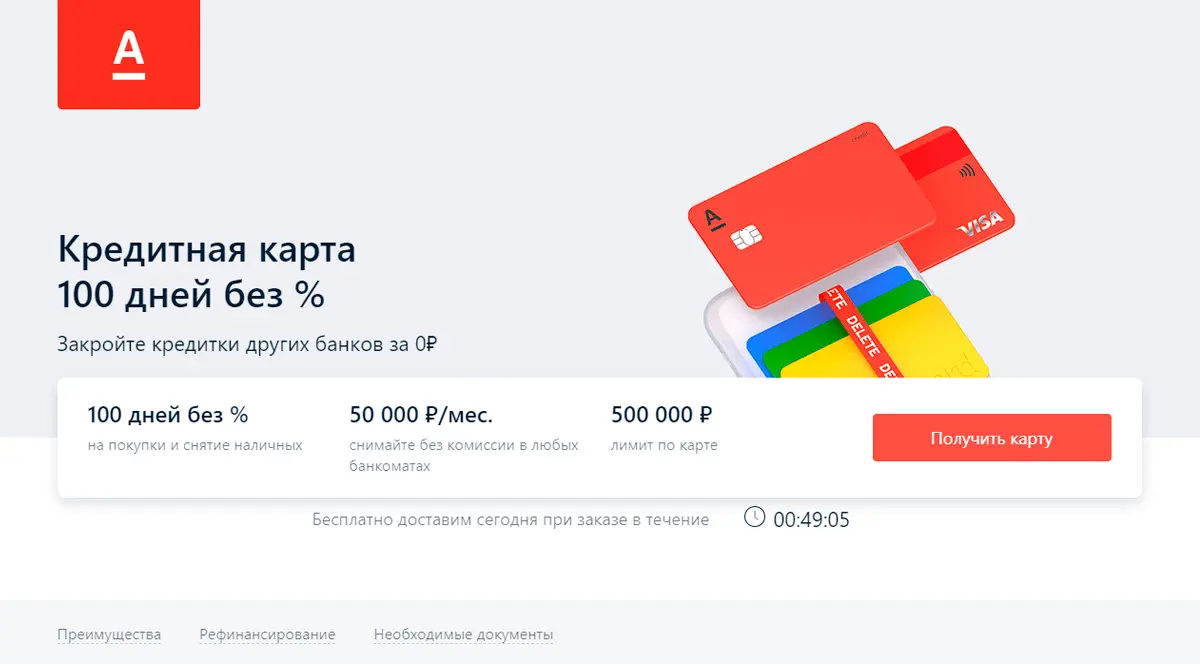 А
Кредитная карта
100 дней без %
Закройте кредитки других банков за 0₽
А
VISA
ETE DELETE DE
100 дней без %
на покупки и снятие наличных
50 000 ₽/мес.
снимайте без комиссии в любых
банкоматах
500 000 ₽
лимит по карте
Получить карту
Бесплатно доставим сегодня при заказе в течение 00:49:05
Преимущества Рефинансирование Необходимые документы